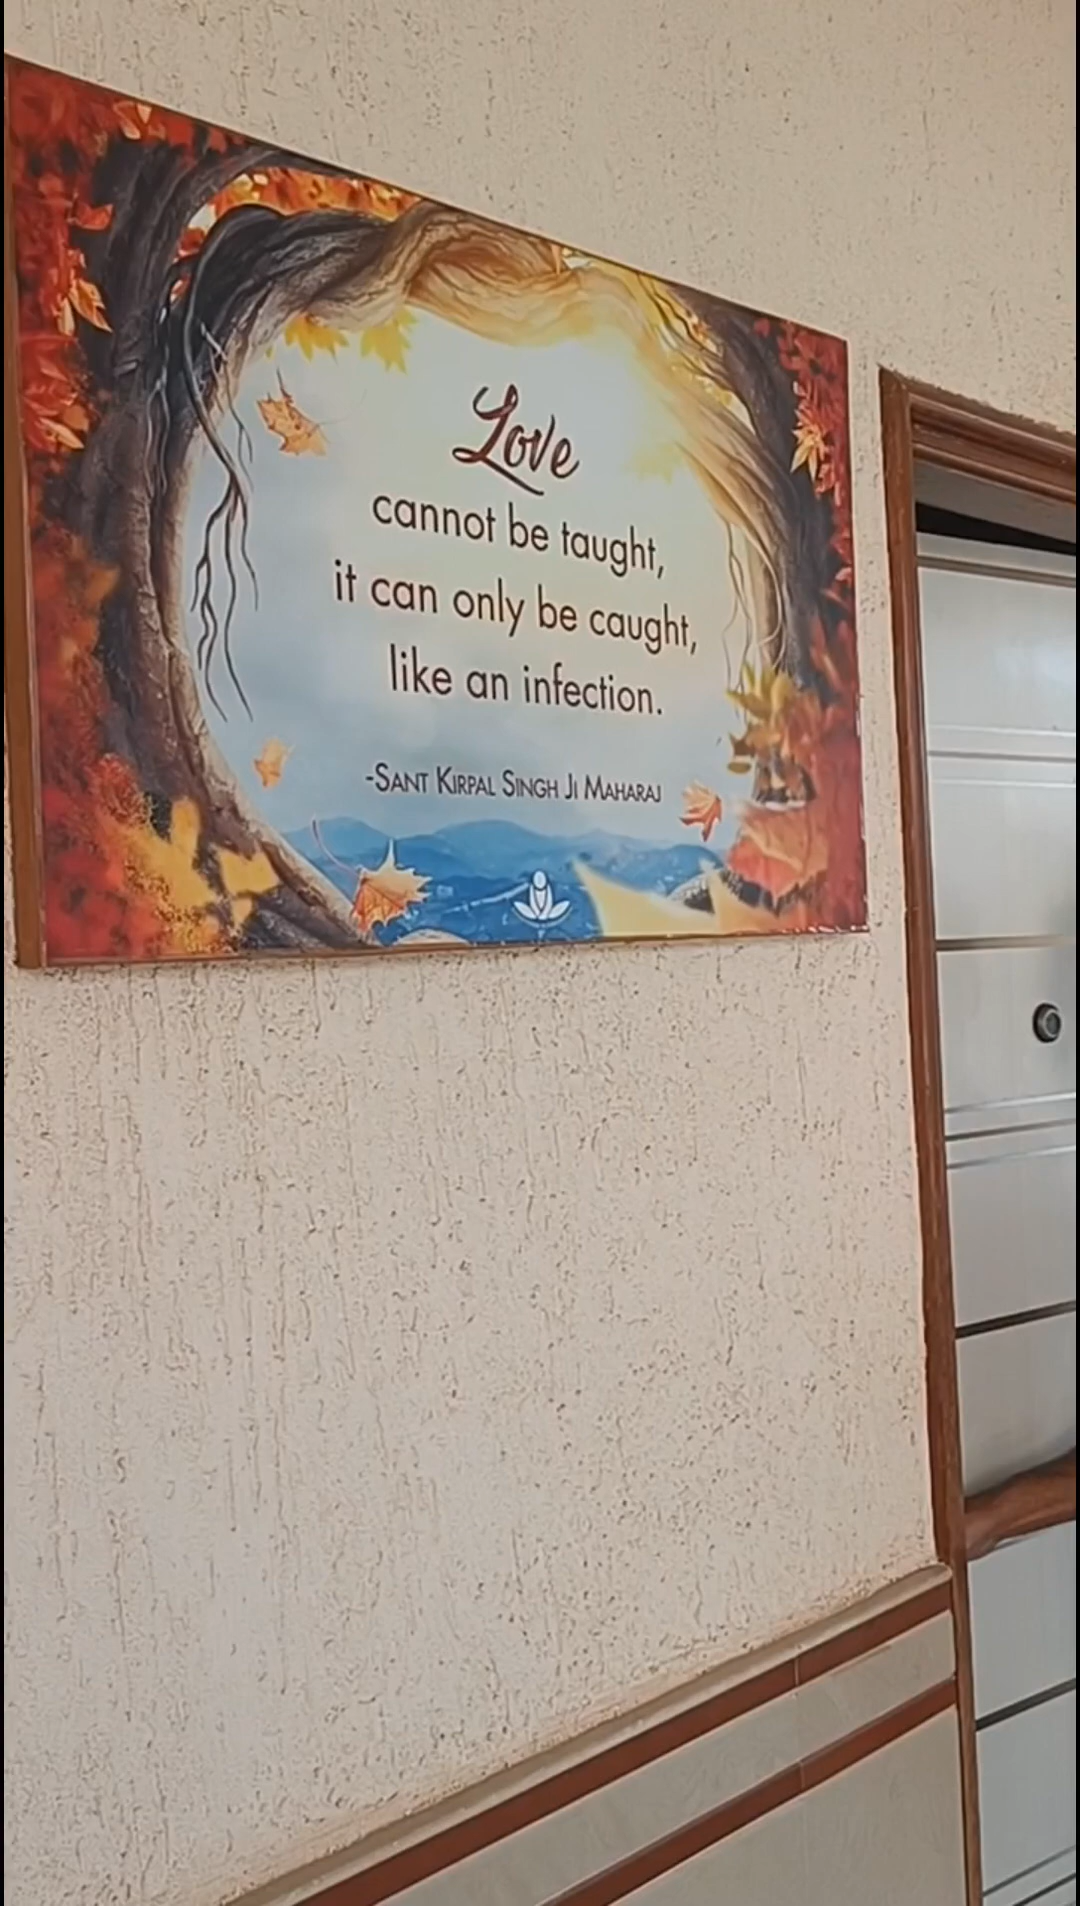 Love
cannot be taught,
it can only be caught,
like an infection.
-SANT KIRPAL SINGH JI MAHARAJ